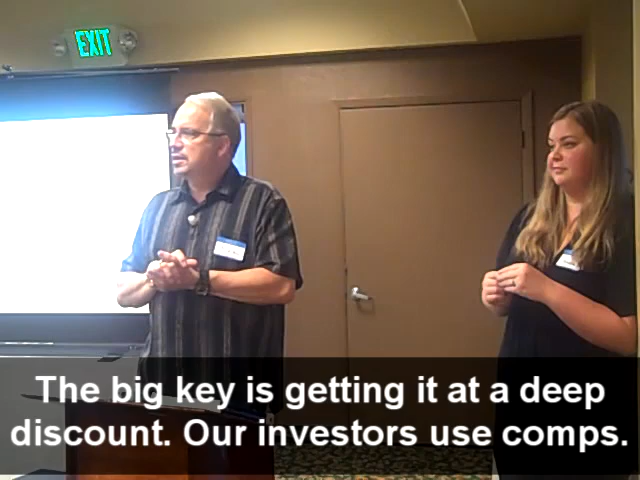 EXIT
The big key is getting it at a deep
discount. Our investors use comps.